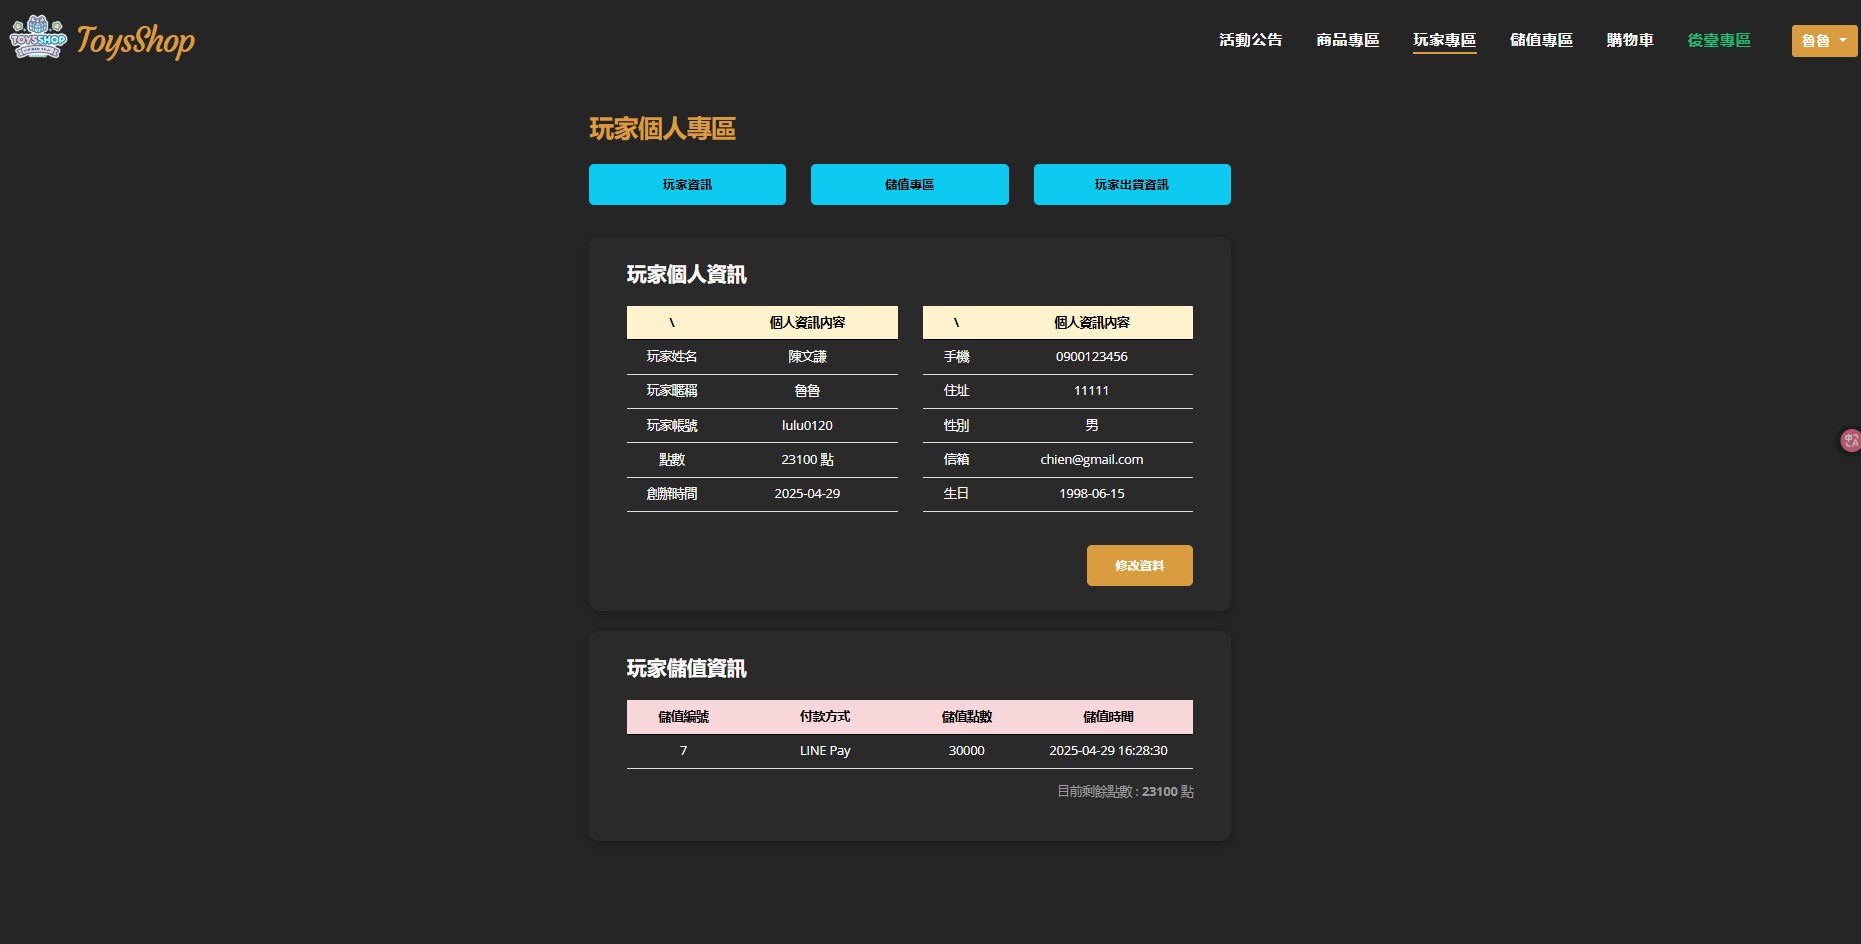 TOYSSHOP
ToysShop
活動公告 商品專區 玩家專區 儲值專區 購物車 後臺專區 魯魯
玩家個人專區
玩家資訊 儲值專區 玩家出貨資訊
玩家個人資訊
\ 個人資訊內容 \ 個人資訊內容
玩家姓名 陳文謙 手機 0900123456
玩家暱稱 魯魯 住址 11111
玩家帳號 lulu0120 性別 男
點數 23100 點 信箱 chien@gmail.com
創辦時間 2025-04-29 生日 1998-06-15
修改資料
玩家儲值資訊
儲值編號 付款方式 儲值點數 儲值時間
7 LINE Pay 30000 2025-04-29 16:28:30
目前剩餘點數 : 23100 點